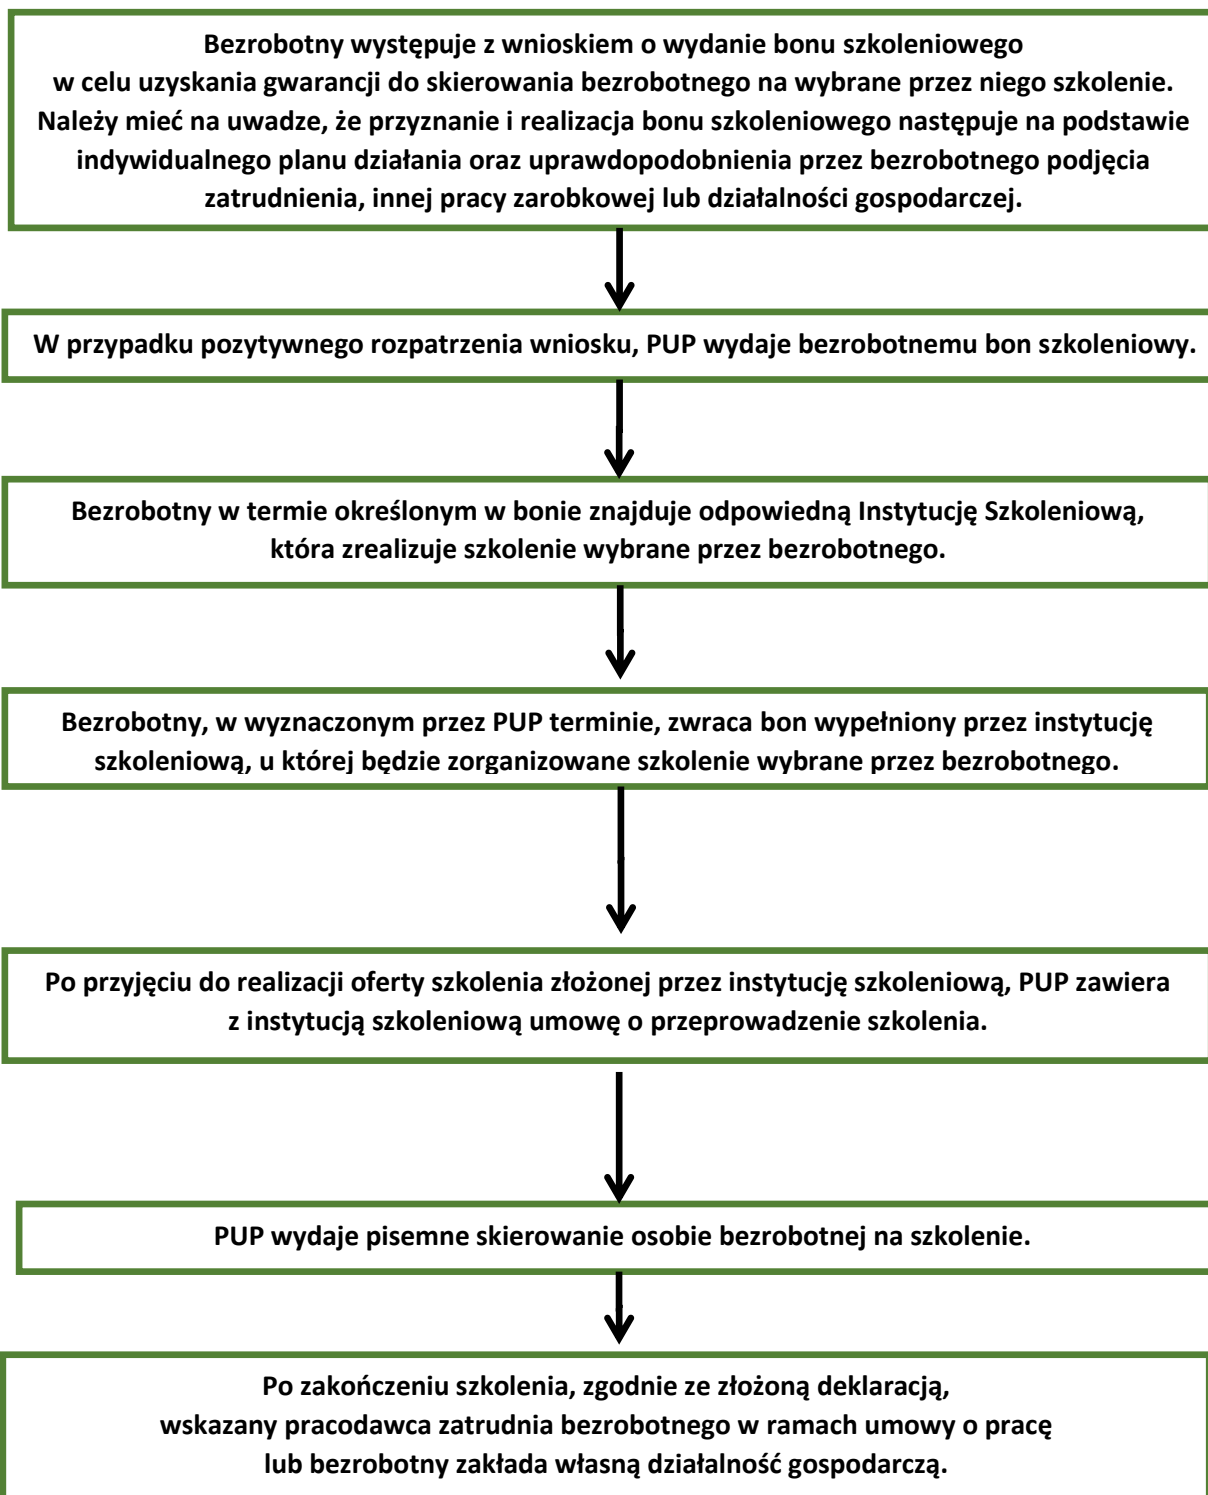 Bezrobotny występuje z wnioskiem o wydanie bonu szkoleniowego
w celu uzyskania gwarancji do skierowania bezrobotnego na wybrane przez niego szkolenie.
Należy mieć na uwadze, że przyznanie i realizacja bonu szkoleniowego następuje na podstawie
indywidualnego planu działania oraz uprawdopodobnienia przez bezrobotnego podjęcia
zatrudnienia, innej pracy zarobkowej lub działalności gospodarczej.
W przypadku pozytywnego rozpatrzenia wniosku, PUP wydaje bezrobotnemu bon szkoleniowy.
Bezrobotny w termie określonym w bonie znajduje odpowiedną Instytucję Szkoleniową,
która zrealizuje szkolenie wybrane przez bezrobotnego.
Bezrobotny, w wyznaczonym przez PUP terminie, zwraca bon wypełniony przez instytucję
szkoleniową, u której będzie zorganizowane szkolenie wybrane przez bezrobotnego.
Po przyjęciu do realizacji oferty szkolenia złożonej przez instytucję szkoleniową, PUP zawiera
z instytucją szkoleniową umowę o przeprowadzenie szkolenia.
PUP wydaje pisemne skierowanie osobie bezrobotnej na szkolenie.
Po zakończeniu szkolenia, zgodnie ze złożoną deklaracją,
wskazany pracodawca zatrudnia bezrobotnego w ramach umowy o pracę
lub bezrobotny zakłada własną działalność gospodarczą.